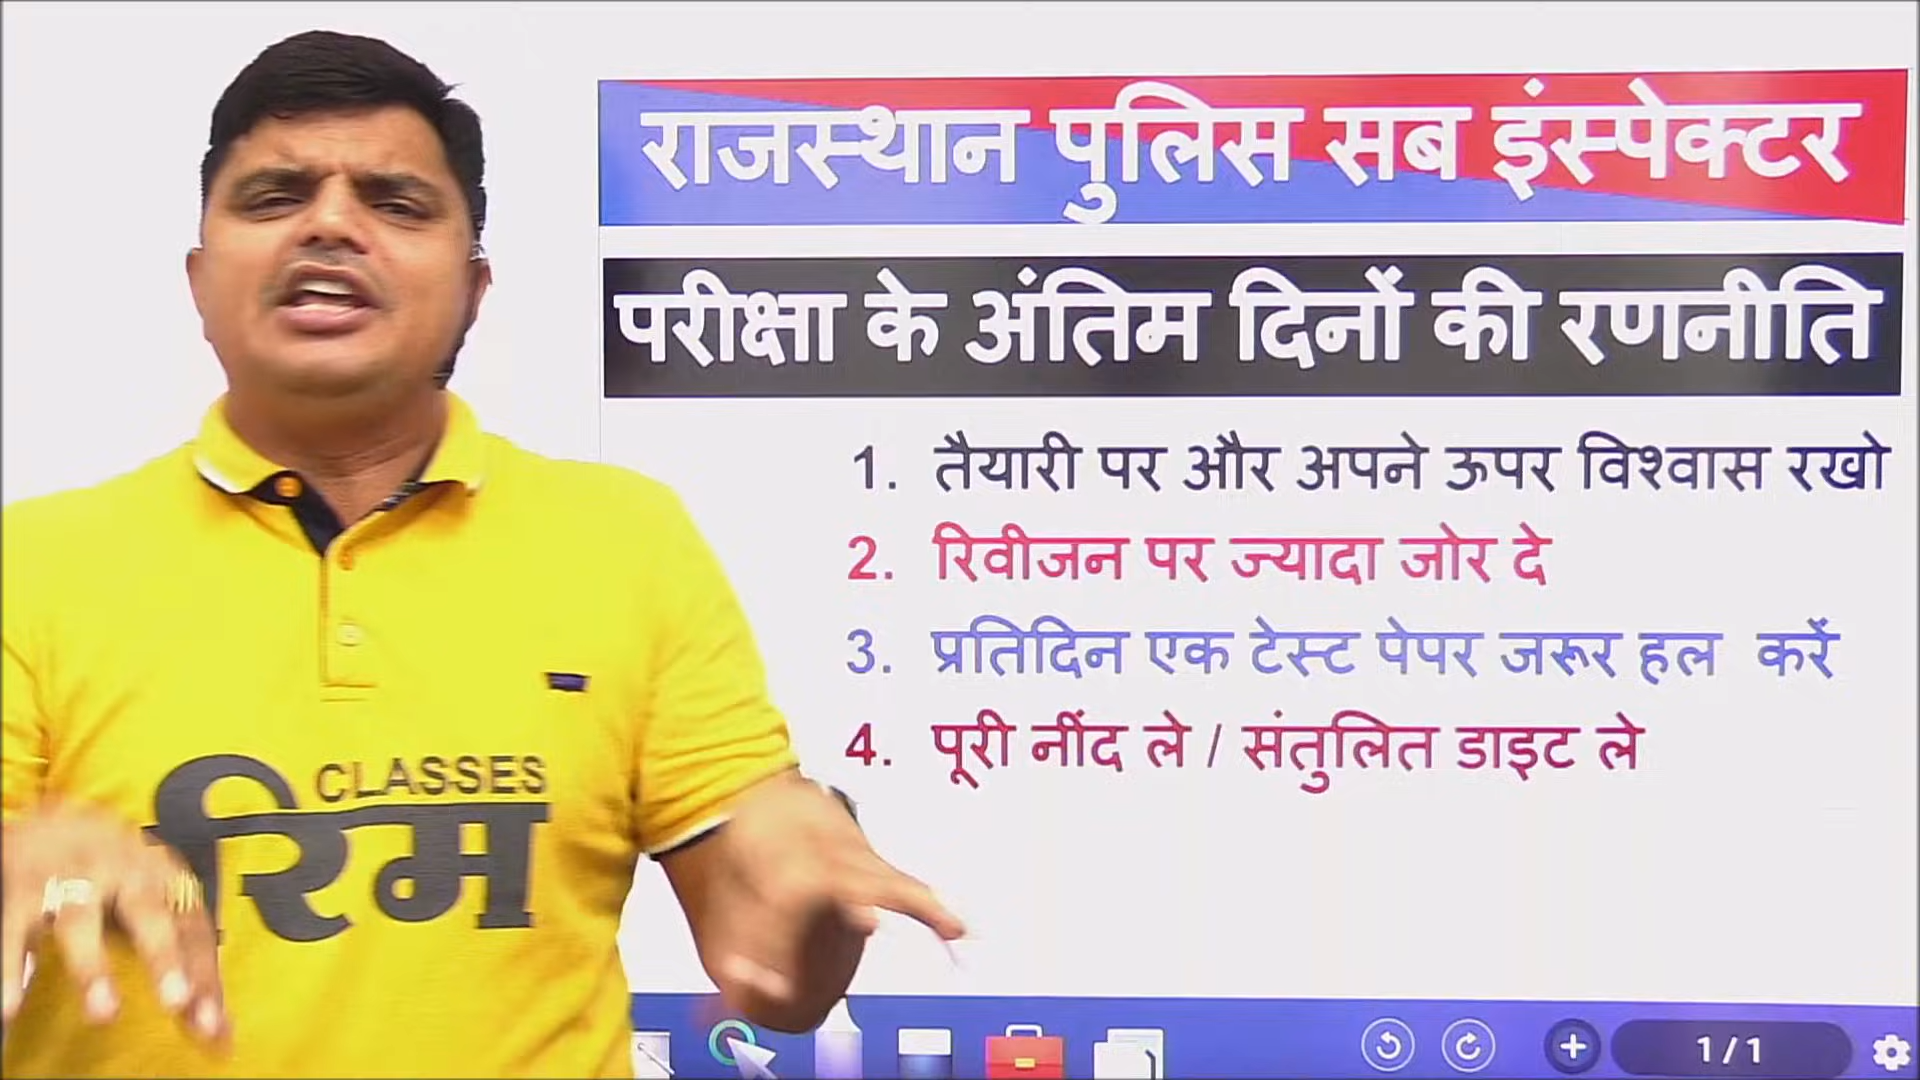 राजस्थान पुलिस सब इंस्पेक्टर
परीक्षा के अंतिम दिनों की रणनीति
1. तैयारी पर और अपने ऊपर विश्वास रखो
2. रिवीजन पर ज्यादा जोर दे
3. प्रतिदिन एक टेस्ट पेपर जरूर हल करें
4. पूरी नींद ले / संतुलित डाइट ले
CLASSES
रिम
1/1